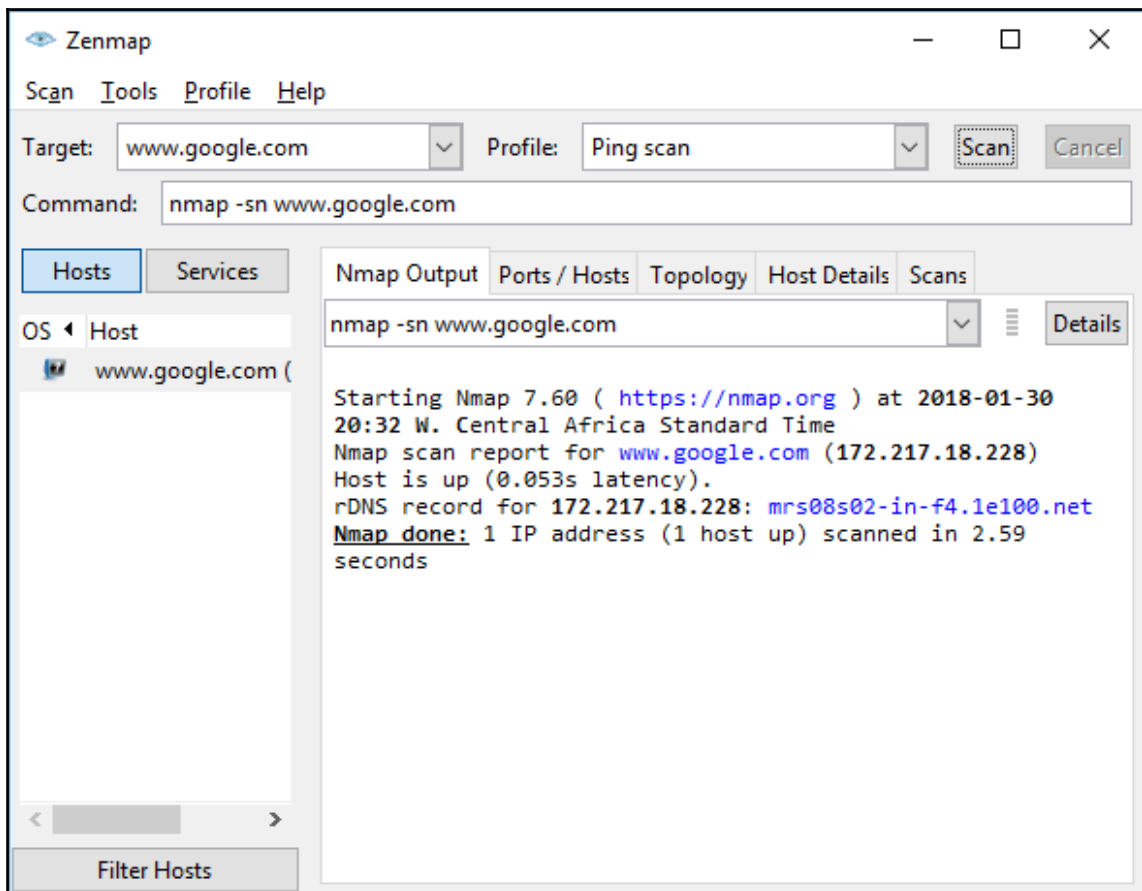 Zenmap
Scan Tools Profile Help
Target: www.google.com Profile: Ping scan Scan Cancel
Command: nmap -sn www.google.com
Hosts Services
Nmap Output Ports / Hosts Topology Host Details Scans
OS Host
nmap -sn www.google.com Details
www.google.com (
Starting Nmap 7.60 ( https://nmap.org ) at 2018-01-30
20:32 W. Central Africa Standard Time
Nmap scan report for www.google.com (172.217.18.228)
Host is up (0.053s latency).
rDNS record for 172.217.18.228: mrs08s02-in-f4.1e100.net
Nmap done: 1 IP address (1 host up) scanned in 2.59
seconds
Filter Hosts